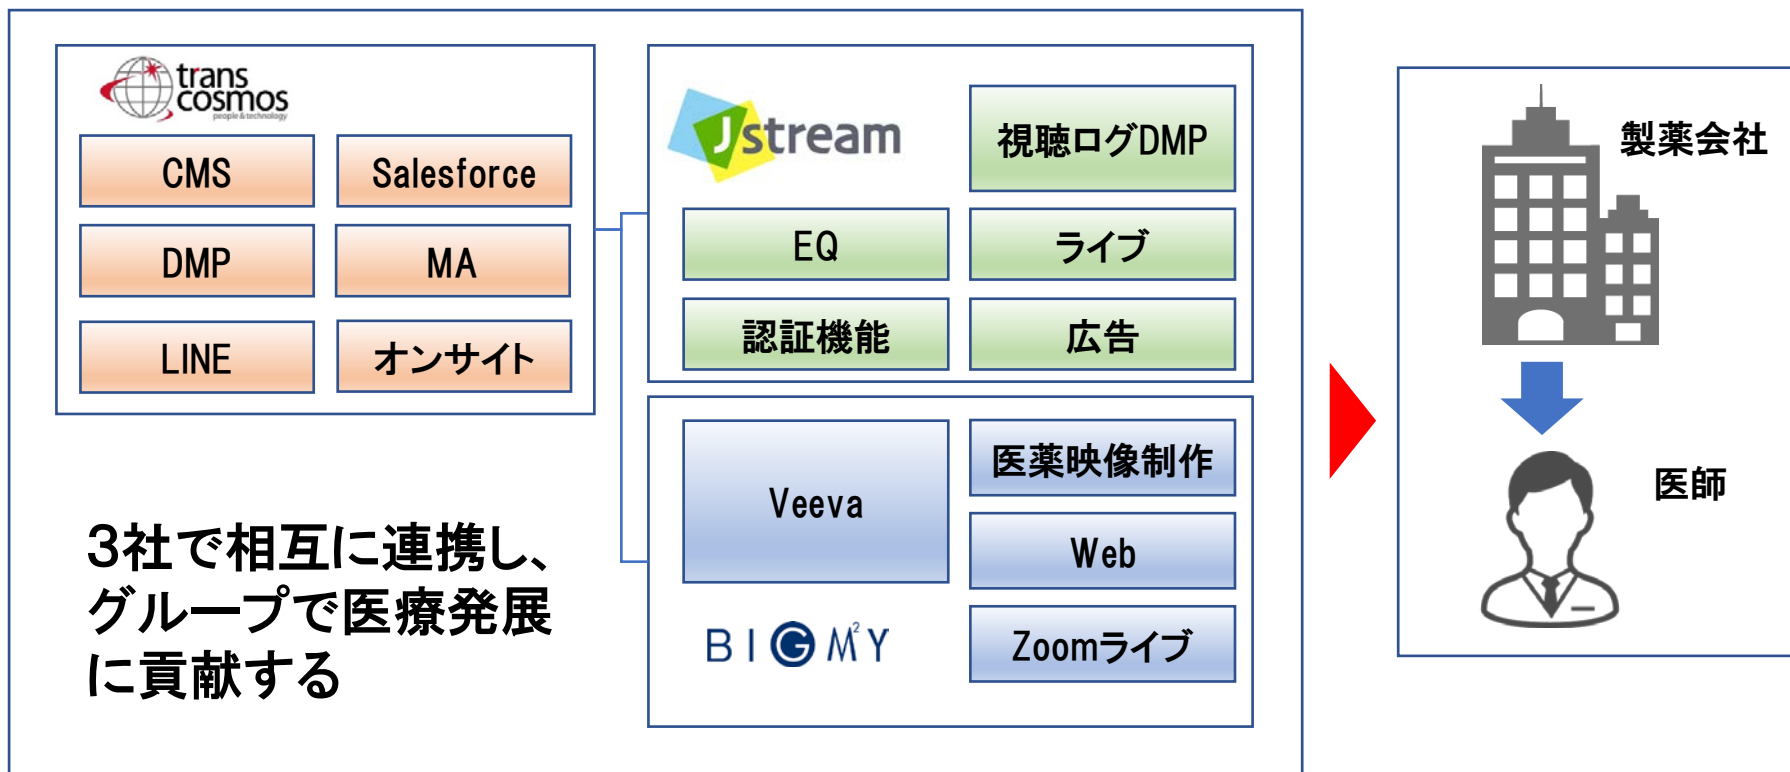 trans
cosmos
people & technology
CMS
Salesforce
DMP
MA
LINE
オンサイト
3社で相互に連携し、
グループで医療発展
に貢献する
Jstream
視聴ログDMP
EQ
ライブ
認証機能
広告
Veeva
医薬映像制作
Web
Zoomライブ
BIGM²Y
製薬会社
医師